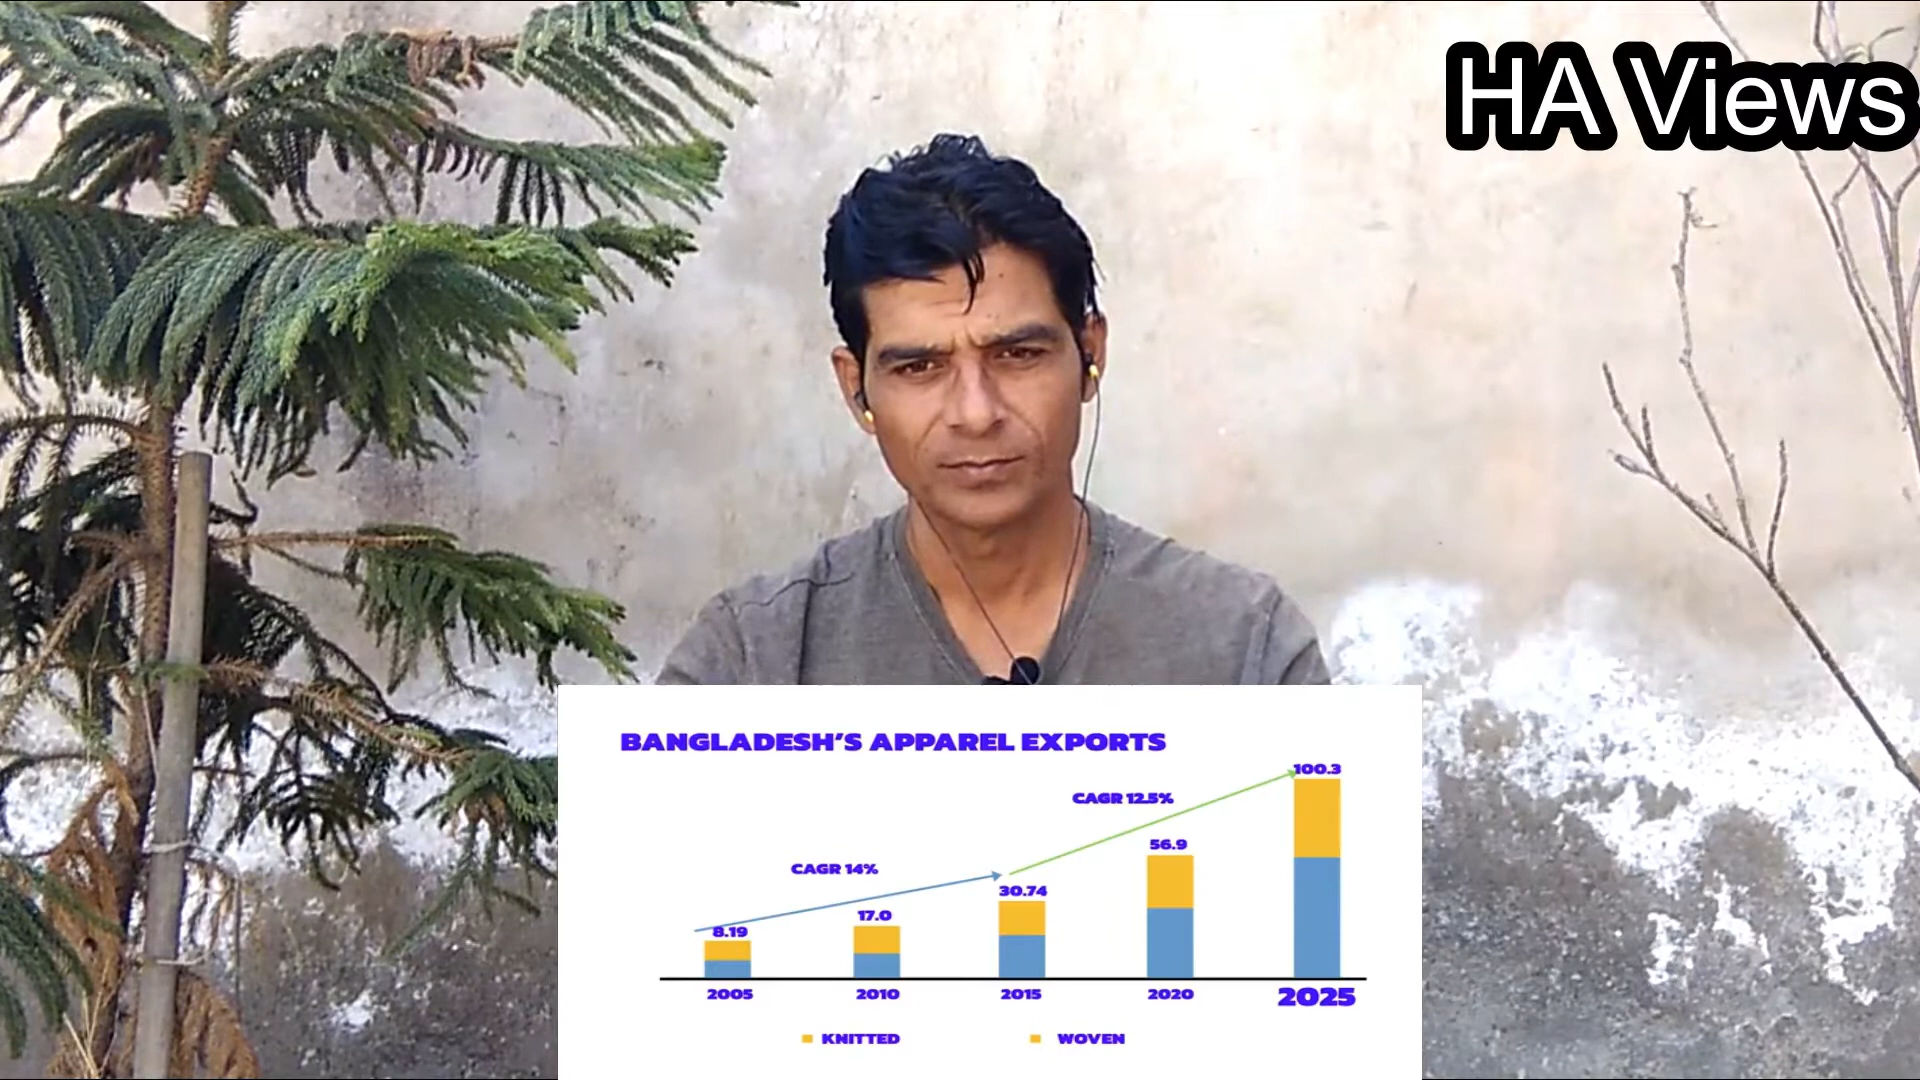 HA Views
BANGLADESH'S APPAREL EXPORTS
100.3
CAGR 12.5%
56.9
CAGR 14%
30.74
17.0
8.19
2005 2010 2015 2020 2025
KNITTED WOVEN